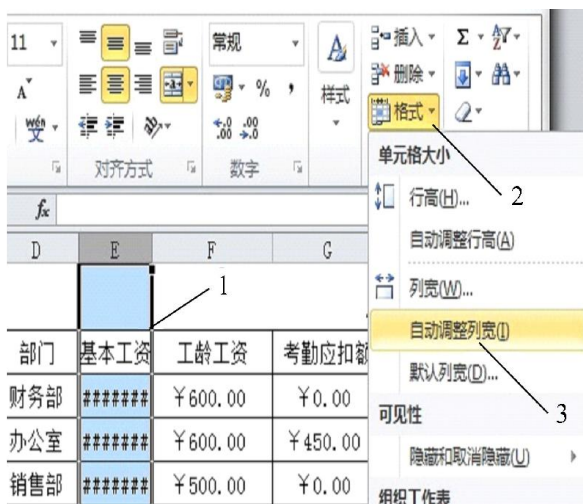 11
常规
插入
Σ
样式
删除
%
,
格式
A
wén
文
.00
.00
对齐方式
数字
单元格大小
2
行高(H)...
自动调整行高(A)
fx
D E F G
列宽(W)...
1
自动调整列宽(I)
部门 基本工资 工龄工资 考勤应扣额
默认列宽(D)...
财务部 ####### ￥600.00 ￥0.00
可见性
3
办公室 ####### ￥600.00 ￥450.00
隐藏和取消隐藏(U)
销售部 ####### ￥500.00 ￥0.00
组织工作表